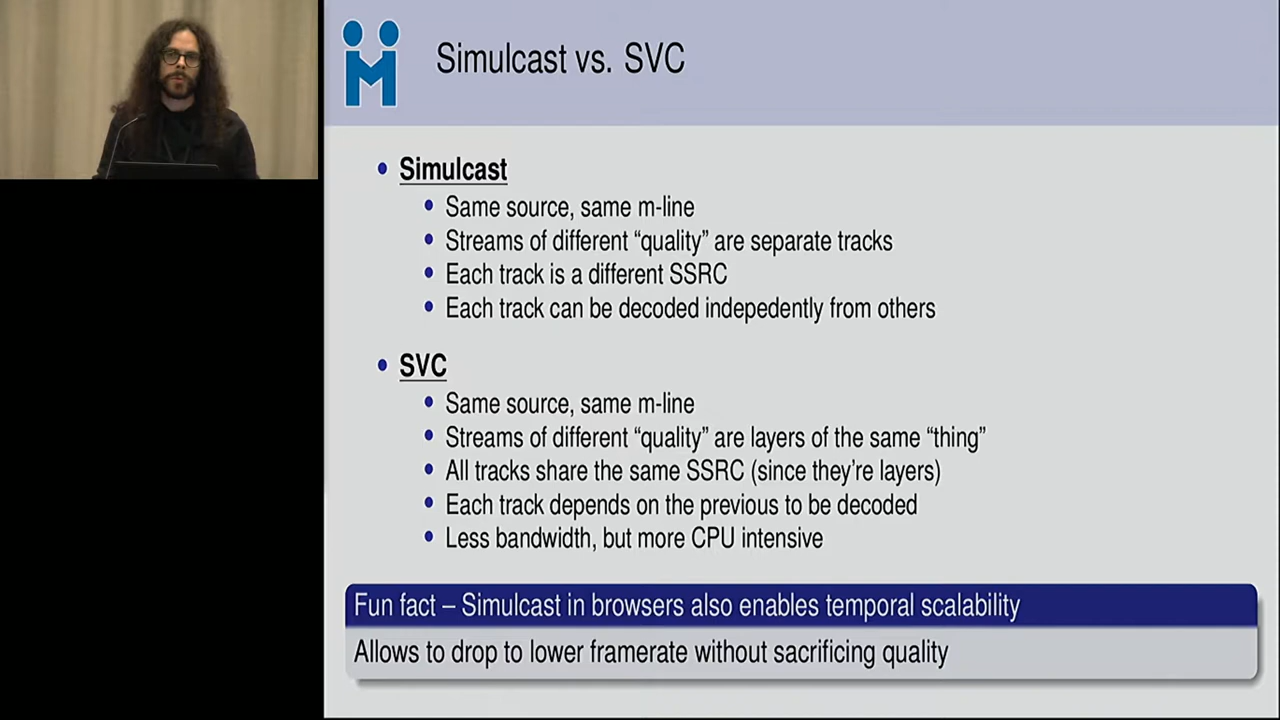 Simulcast vs. SVC
Simulcast
Same source, same m-line
Streams of different “quality” are separate tracks
Each track is a different SSRC
Each track can be decoded indepedently from others
SVC
Same source, same m-line
Streams of different “quality” are layers of the same “thing”
All tracks share the same SSRC (since they’re layers)
Each track depends on the previous to be decoded
Less bandwidth, but more CPU intensive
Fun fact – Simulcast in browsers also enables temporal scalability
Allows to drop to lower framerate without sacrificing quality